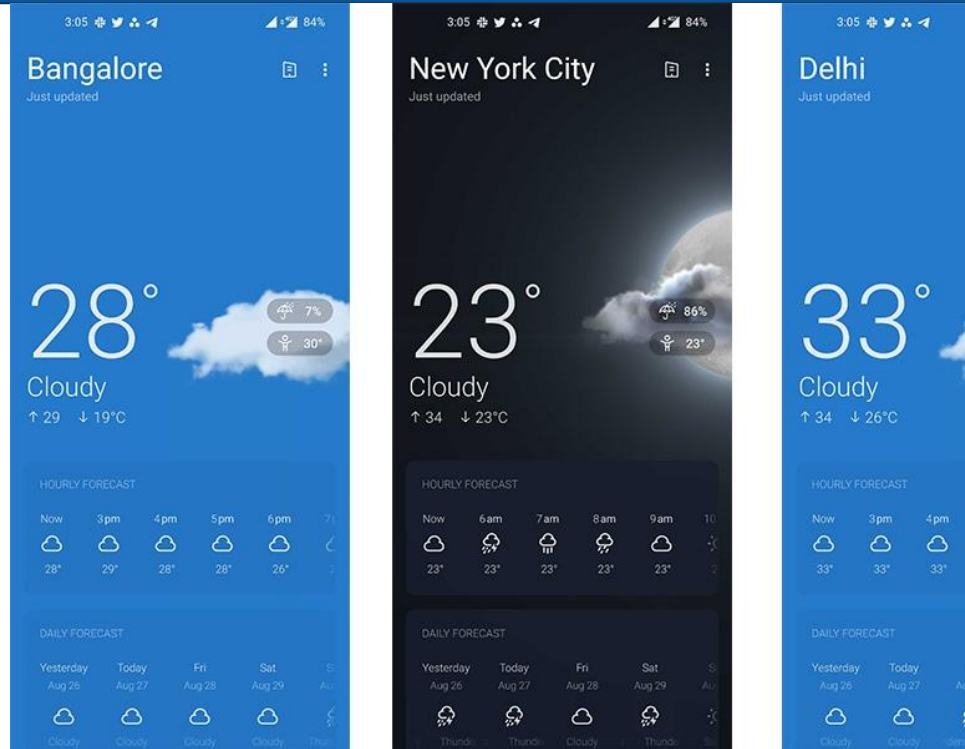 3:05 84%
Bangalore
Just updated
28°
7%
30°
Cloudy
↑ 29 ↓ 19°C
HOURLY FORECAST
Now 3pm 4pm 5pm 6pm
28° 29° 28° 28° 26°
DAILY FORECAST
Yesterday Today Fri Sat
Aug 26 Aug 27 Aug 28 Aug 29
Cloudy Cloudy Cloudy Cloudy
3:05 84%
New York City
Just updated
23°
86%
23°
Cloudy
↑ 34 ↓ 23°C
HOURLY FORECAST
Now 6am 7am 8am 9am 10
23° 23° 23° 23° 23°
DAILY FORECAST
Yesterday Today Fri Sat
Aug 26 Aug 27 Aug 28 Aug 29
Thunde Thunde Cloudy Thunde
3:05
Delhi
Just updated
33°
Cloudy
↑ 34 ↓ 26°C
HOURLY FORECAST
Now 3pm 4pm
33° 33° 33°
DAILY FORECAST
Yesterday Today
Aug 26 Aug 27
Cloudy Cloudy